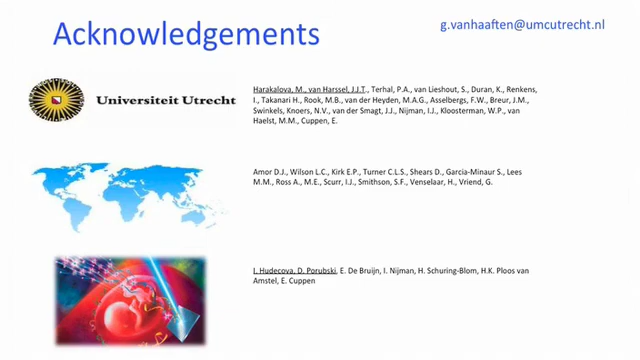 Acknowledgements
g.vanhaaften@umcutrecht.nl
Universiteit Utrecht
Harakalova, M., van Harssel, J.J.T., Terhal, P.A., van Lieshout, S., Duran, K., Renkens,
I., Takanari H., Rook, M.B., van der Heyden, M.A.G., Asselbergs, F.W., Breur, J.M.,
Swinkels, Knoers, N.V., van der Smagt, J.J., Nijman, I.J., Kloosterman, W.P., van
Haelst, M.M., Cuppen, E.
Amor D.J., Wilson L.C., Kirk E.P., Turner C.L.S., Shears D., Garcia-Minaur S., Lees
M.M., Ross A., M.E., Scurr, I.J., Smithson, S.F., Venselaar, H., Vriend, G.
I. Hudecova, D. Porubski, E. De Bruijn, I. Nijman, H. Schuring-Blom, H.K. Ploos van
Amstel, E. Cuppen